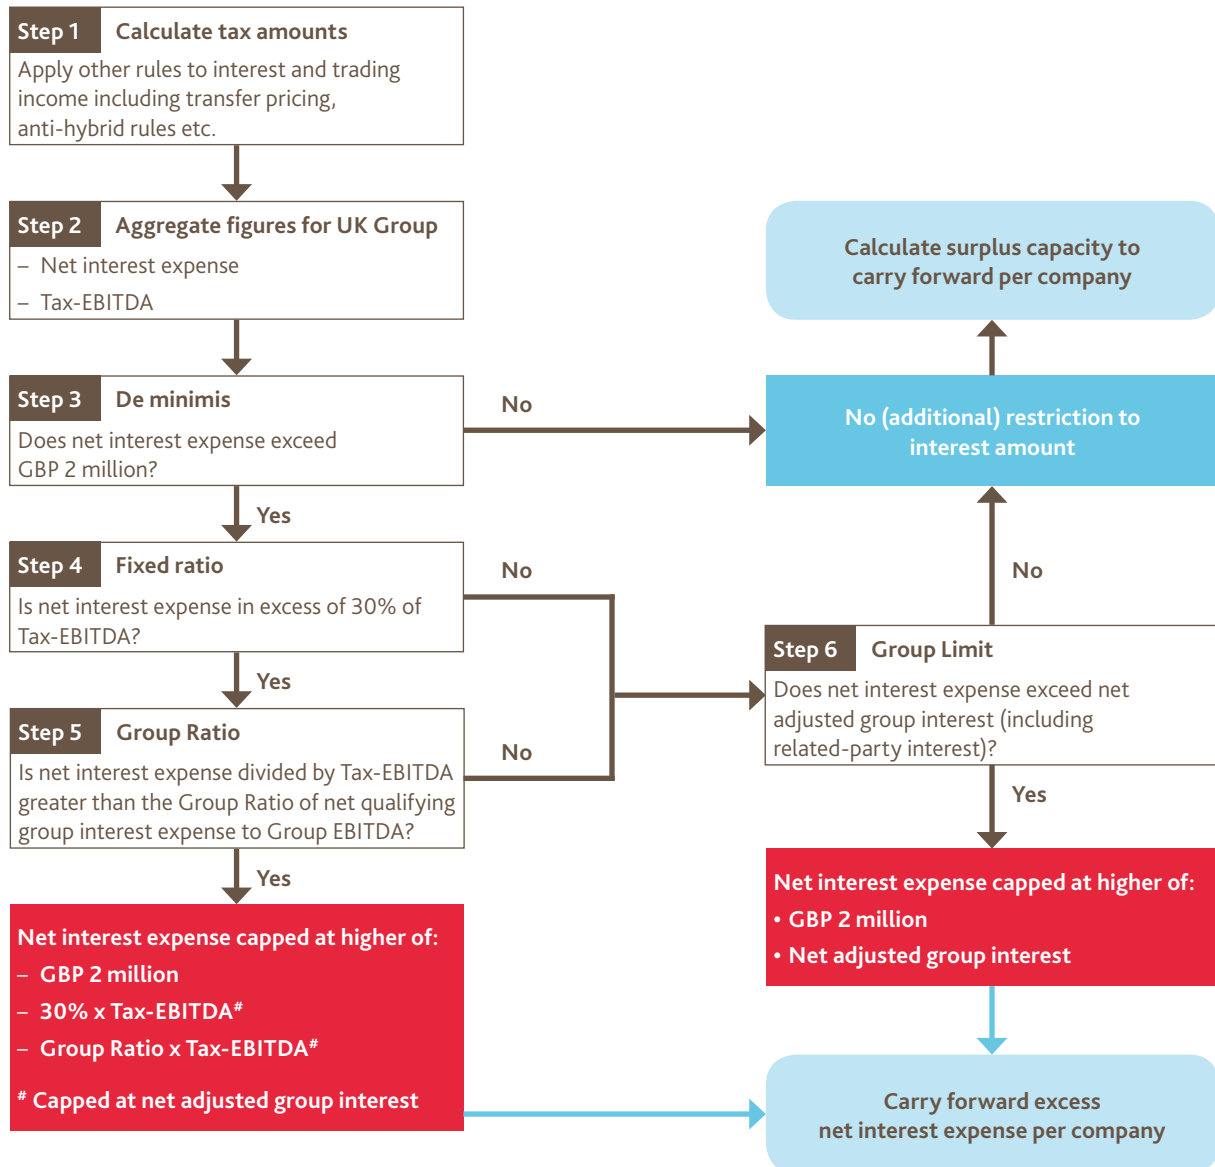 Step 1 Calculate tax amounts
Apply other rules to interest and trading
income including transfer pricing,
anti-hybrid rules etc.
Step 2 Aggregate figures for UK Group
– Net interest expense
– Tax-EBITDA
Calculate surplus capacity to
carry forward per company
Step 3 De minimis
Does net interest expense exceed
GBP 2 million?
No
No (additional) restriction to
interest amount
Yes
Step 4 Fixed ratio
Is net interest expense in excess of 30% of
Tax-EBITDA?
No
No
Yes
Step 5 Group Ratio
Is net interest expense divided by Tax-EBITDA
greater than the Group Ratio of net qualifying
group interest expense to Group EBITDA?
No
Step 6 Group Limit
Does net interest expense exceed net
adjusted group interest (including
related-party interest)?
Yes
Yes
Net interest expense capped at higher of:
– GBP 2 million
– 30% x Tax-EBITDA#
– Group Ratio x Tax-EBITDA#
# Capped at net adjusted group interest
Net interest expense capped at higher of:
• GBP 2 million
• Net adjusted group interest
Carry forward excess
net interest expense per company